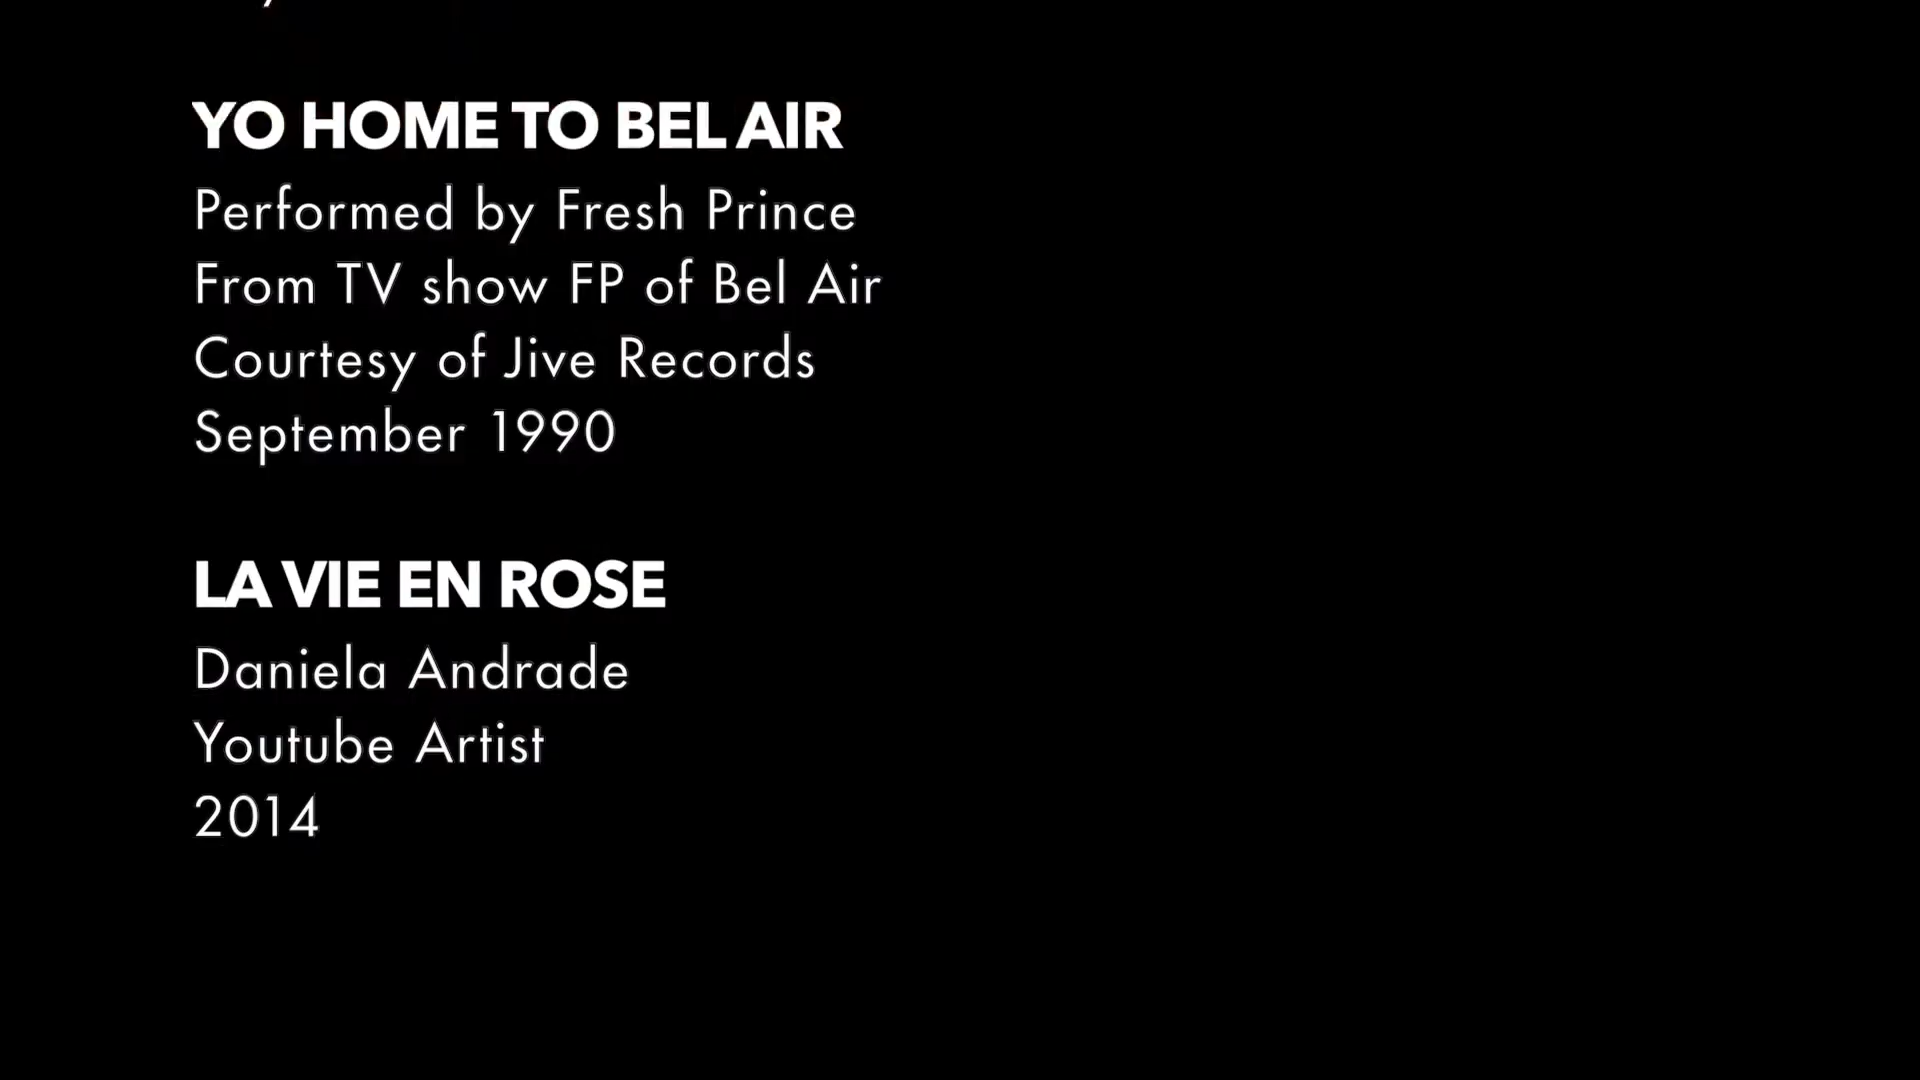 YO HOME TO BEL AIR
Performed by Fresh Prince
From TV show FP of Bel Air
Courtesy of Jive Records
September 1990
LA VIE EN ROSE
Daniela Andrade
Youtube Artist
2014